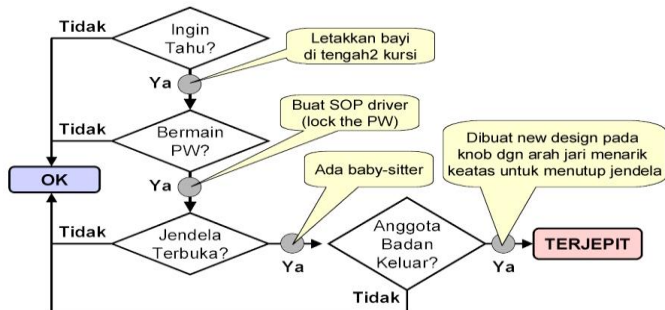 Tidak
Ingin
Tahu?
Letakkan bayi
di tengah2 kursi
Ya
Tidak
Bermain
PW?
Buat SOP driver
(lock the PW)
Dibuat new design pada
knob dgn arah jari menarik
keatas untuk menutup jendela
OK
Ya
Ada baby-sitter
Tidak
Jendela
Terbuka?
Ya
Anggota
Badan
Keluar?
Ya
TERJEPIT
Tidak